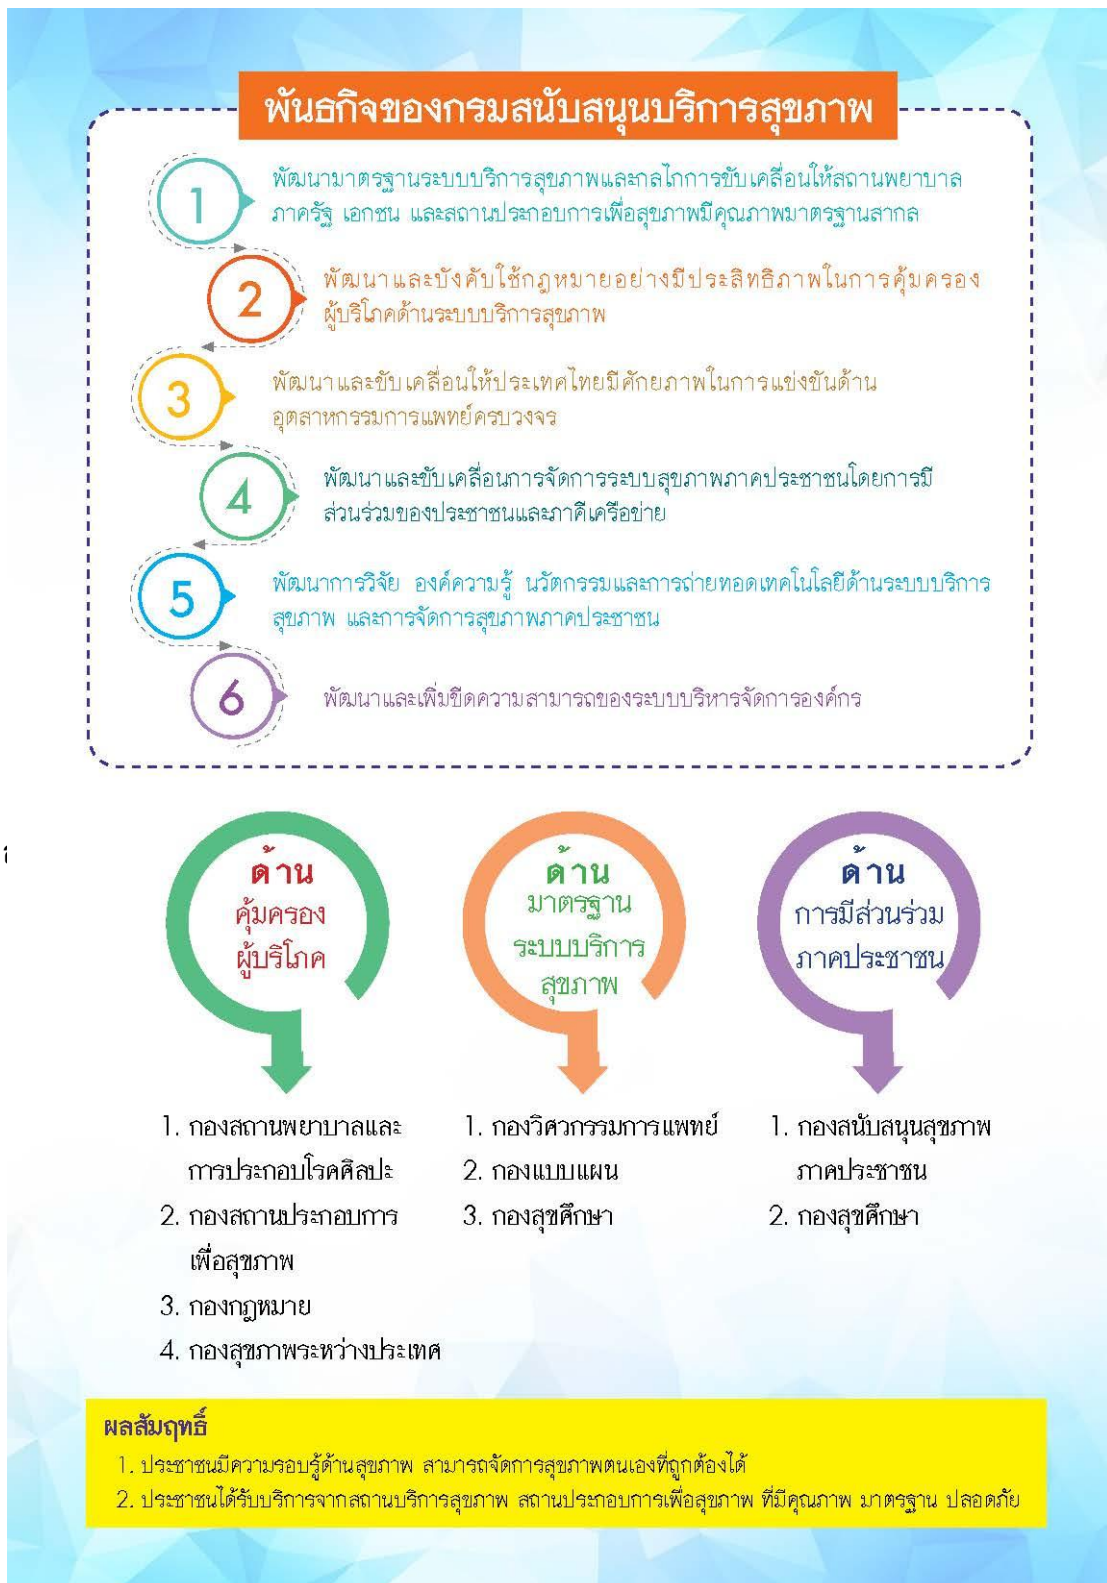 พันธกิจของกรมสนับสนุนบริการสุขภาพ
1
พัฒนามาตรฐานระบบบริการสุขภาพและกลไกการขับเคลื่อนให้สถานพยาบาล
ภาครัฐ เอกชน และสถานประกอบการเพื่อสุขภาพมีคุณภาพมาตรฐานสากล
2
พัฒนาและบังคับใช้กฎหมายอย่างมีประสิทธิภาพในการคุ้มครอง
ผู้บริโภคด้านระบบบริการสุขภาพ
3
พัฒนาและขับเคลื่อนให้ประเทศไทยมีศักยภาพในการแข่งขันด้าน
อุตสาหกรรมการแพทย์ครบวงจร
4
พัฒนาและขับเคลื่อนการจัดการระบบสุขภาพภาคประชาชนโดยการมี
ส่วนร่วมของประชาชนและภาคีเครือข่าย
5
พัฒนาการวิจัย องค์ความรู้ นวัตกรรมและการถ่ายทอดเทคโนโลยีด้านระบบบริการ
สุขภาพ และการจัดการสุขภาพภาคประชาชน
6
พัฒนาและเพิ่มขีดความสามารถของระบบบริหารจัดการองค์กร
ด้าน
คุ้มครอง
ผู้บริโภค
1. กองสถานพยาบาลและ
การประกอบโรคศิลปะ
2. กองสถานประกอบการ
เพื่อสุขภาพ
3. กองกฎหมาย
4. กองสุขภาพระหว่างประเทศ
ด้าน
มาตรฐาน
ระบบบริการ
สุขภาพ
1. กองวิศวกรรมการแพทย์
2. กองแบบแผน
3. กองสุขศึกษา
ด้าน
การมีส่วนร่วม
ภาคประชาชน
1. กองสนับสนุนสุขภาพ
ภาคประชาชน
2. กองสุขศึกษา
ผลสัมฤทธิ์
1. ประชาชนมีความรอบรู้ด้านสุขภาพ สามารถจัดการสุขภาพตนเองที่ถูกต้องได้
2. ประชาชนได้รับบริการจากสถานบริการสุขภาพ สถานประกอบการเพื่อสุขภาพ ที่มีคุณภาพ มาตรฐาน ปลอดภัย